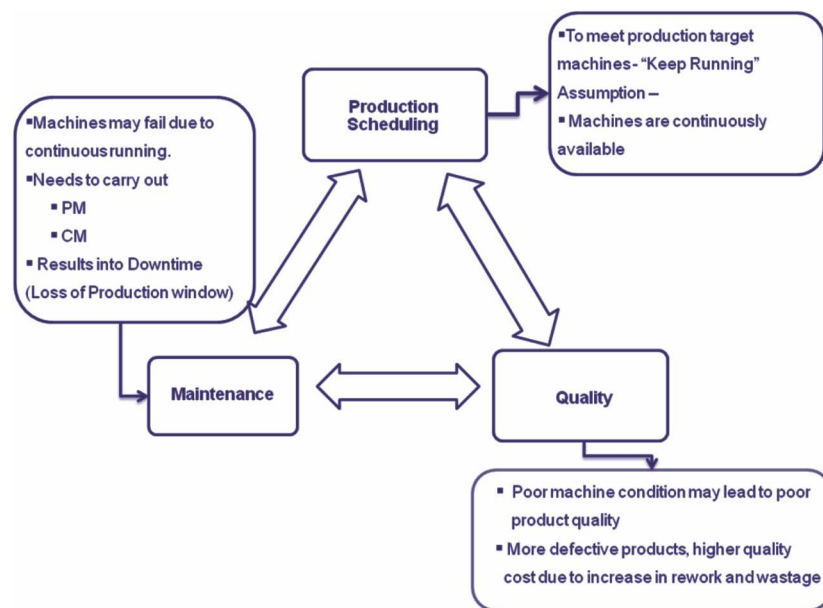 ▪To meet production target
machines- “Keep Running”
Assumption –
▪ Machines are continuously
available
Production
Scheduling
▪Machines may fail due to
continuous running.
▪Needs to carry out
▪ PM
▪ CM
▪ Results into Downtime
(Loss of Production window)
Maintenance
Quality
▪ Poor machine condition may lead to poor
product quality
▪ More defective products, higher quality
cost due to increase in rework and wastage